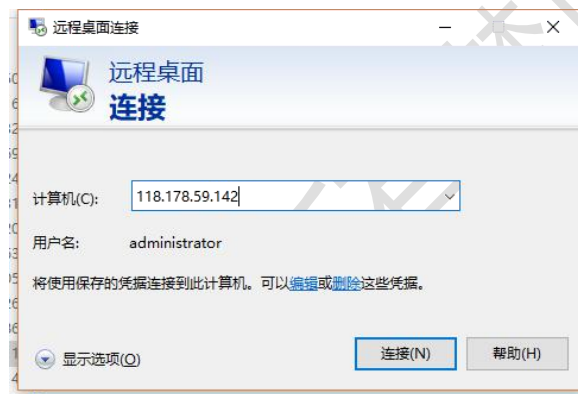 远程桌面连接
远程桌面
连接
计算机(C): 118.178.59.142
用户名: administrator
将使用保存的凭据连接到此计算机。可以编辑或删除这些凭据。
显示选项(O) 连接(N) 帮助(H)